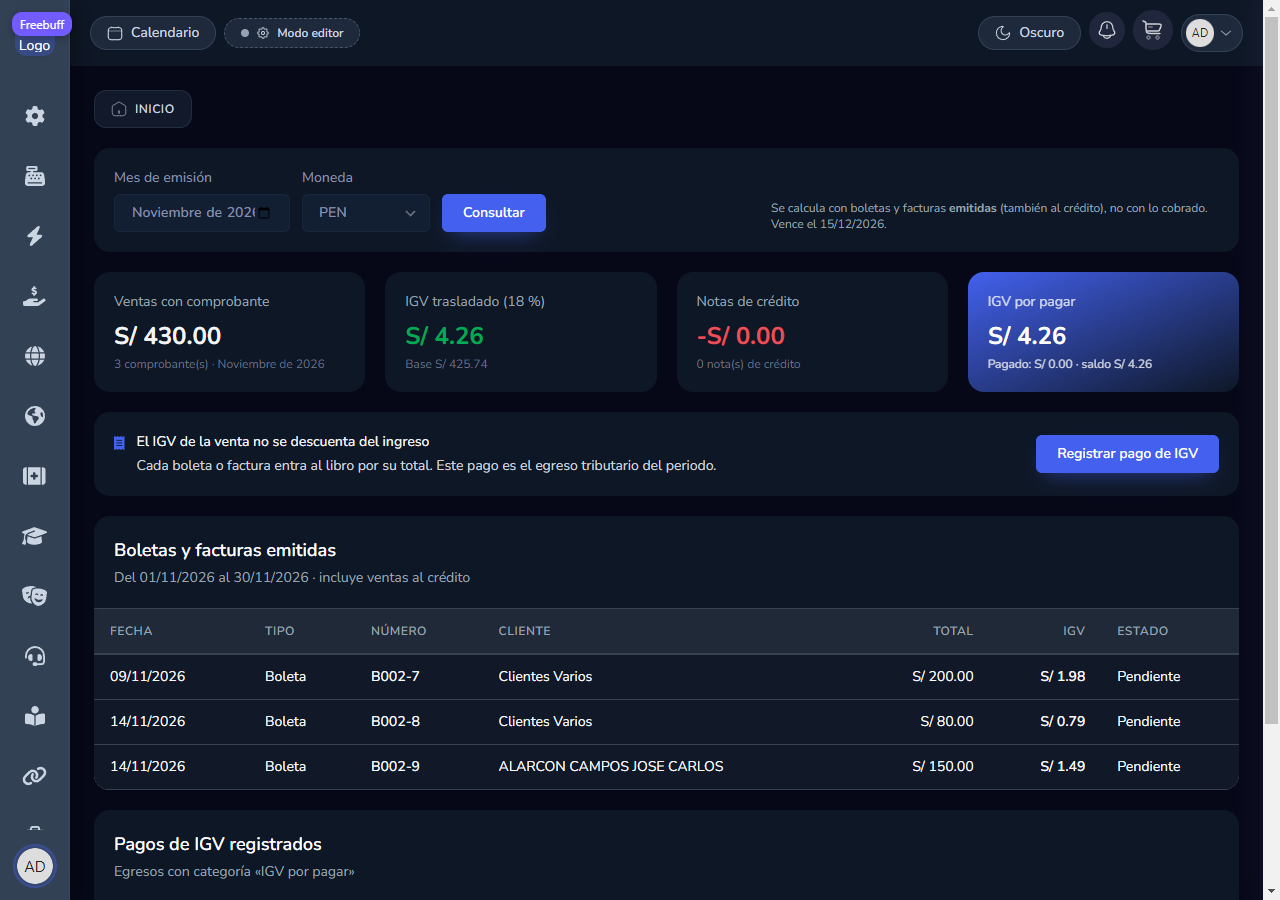 Freebuff
Logo
Calendario
Modo editor
Oscuro
AD
INICIO
Mes de emisión
Moneda
Noviembre de 2026
PEN
Consultar
Se calcula con boletas y facturas emitidas (también al crédito), no con lo cobrado.
Vence el 15/12/2026.
Ventas con comprobante
S/ 430.00
3 comprobante(s) · Noviembre de 2026
IGV trasladado (18 %)
S/ 4.26
Base S/ 425.74
Notas de crédito
-S/ 0.00
0 nota(s) de crédito
IGV por pagar
S/ 4.26
Pagado: S/ 0.00 · saldo S/ 4.26
El IGV de la venta no se descuenta del ingreso
Cada boleta o factura entra al libro por su total. Este pago es el egreso tributario del periodo.
Registrar pago de IGV
Boletas y facturas emitidas
Del 01/11/2026 al 30/11/2026 · incluye ventas al crédito
FECHA TIPO NÚMERO CLIENTE TOTAL IGV ESTADO
09/11/2026 Boleta B002-7 Clientes Varios S/ 200.00 S/ 1.98 Pendiente
14/11/2026 Boleta B002-8 Clientes Varios S/ 80.00 S/ 0.79 Pendiente
14/11/2026 Boleta B002-9 ALARCON CAMPOS JOSE CARLOS S/ 150.00 S/ 1.49 Pendiente
Pagos de IGV registrados
Egresos con categoría «IGV por pagar»
AD